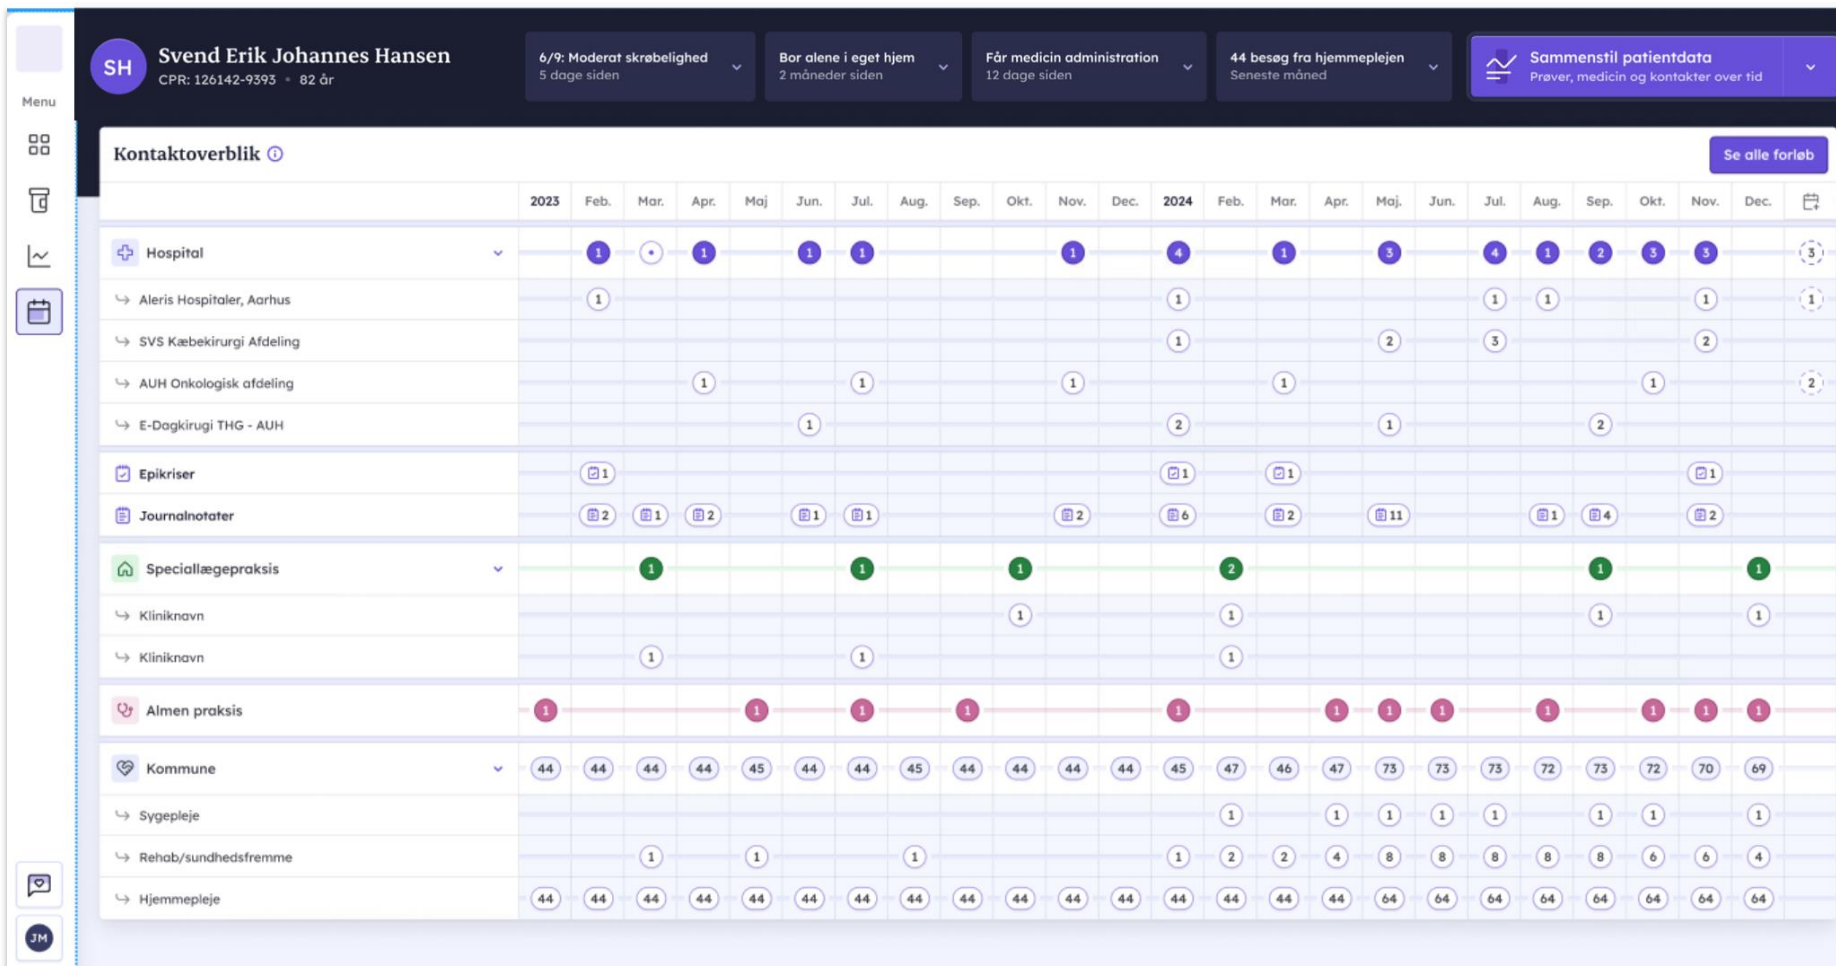 SH
Svend Erik Johannes Hansen
CPR: 126142-9393 • 82 år
6/9: Moderat skrøbelighed
5 dage siden
Bor alene i eget hjem
2 måneder siden
Får medicin administration
12 dage siden
44 besøg fra hjemmeplejen
Seneste måned
Sammenstil patientdata
Prøver, medicin og kontakter over tid
Menu
Kontaktoverblik
Se alle forløb
2023 Feb. Mar. Apr. Maj Jun. Jul. Aug. Sep. Okt. Nov. Dec. 2024 Feb. Mar. Apr. Maj. Jun. Jul. Aug. Sep. Okt. Nov. Dec.
Hospital 1 1 1 1 1 4 1 3 4 1 2 3 3 3
Aleris Hospitaler, Aarhus 1 1 1 1 1 1
SVS Kæbekirurgi Afdeling 1 2 3 2
AUH Onkologisk afdeling 1 1 1 1 1 2
E-Dagkirugi THG - AUH 1 2 1 2
Epikriser 1 1 1 1
Journalnotater 2 1 2 1 1 2 6 2 11 1 4 2
Speciallægepraksis 1 1 1 2 1 1
Kliniknavn 1 1 1 1
Kliniknavn 1 1 1
Almen praksis 1 1 1 1 1 1 1 1 1 1 1 1
Kommune 44 44 44 44 45 44 44 45 44 44 44 44 45 47 46 47 73 73 73 72 73 72 70 69
Sygepleje 1 1 1 1 1 1 1 1
Rehab/sundhedsfremme 1 1 1 1 2 2 4 8 8 8 8 8 6 6 4
Hjemmepleje 44 44 44 44 44 44 44 44 44 44 44 44 44 44 44 44 64 64 64 64 64 64 64 64
JM